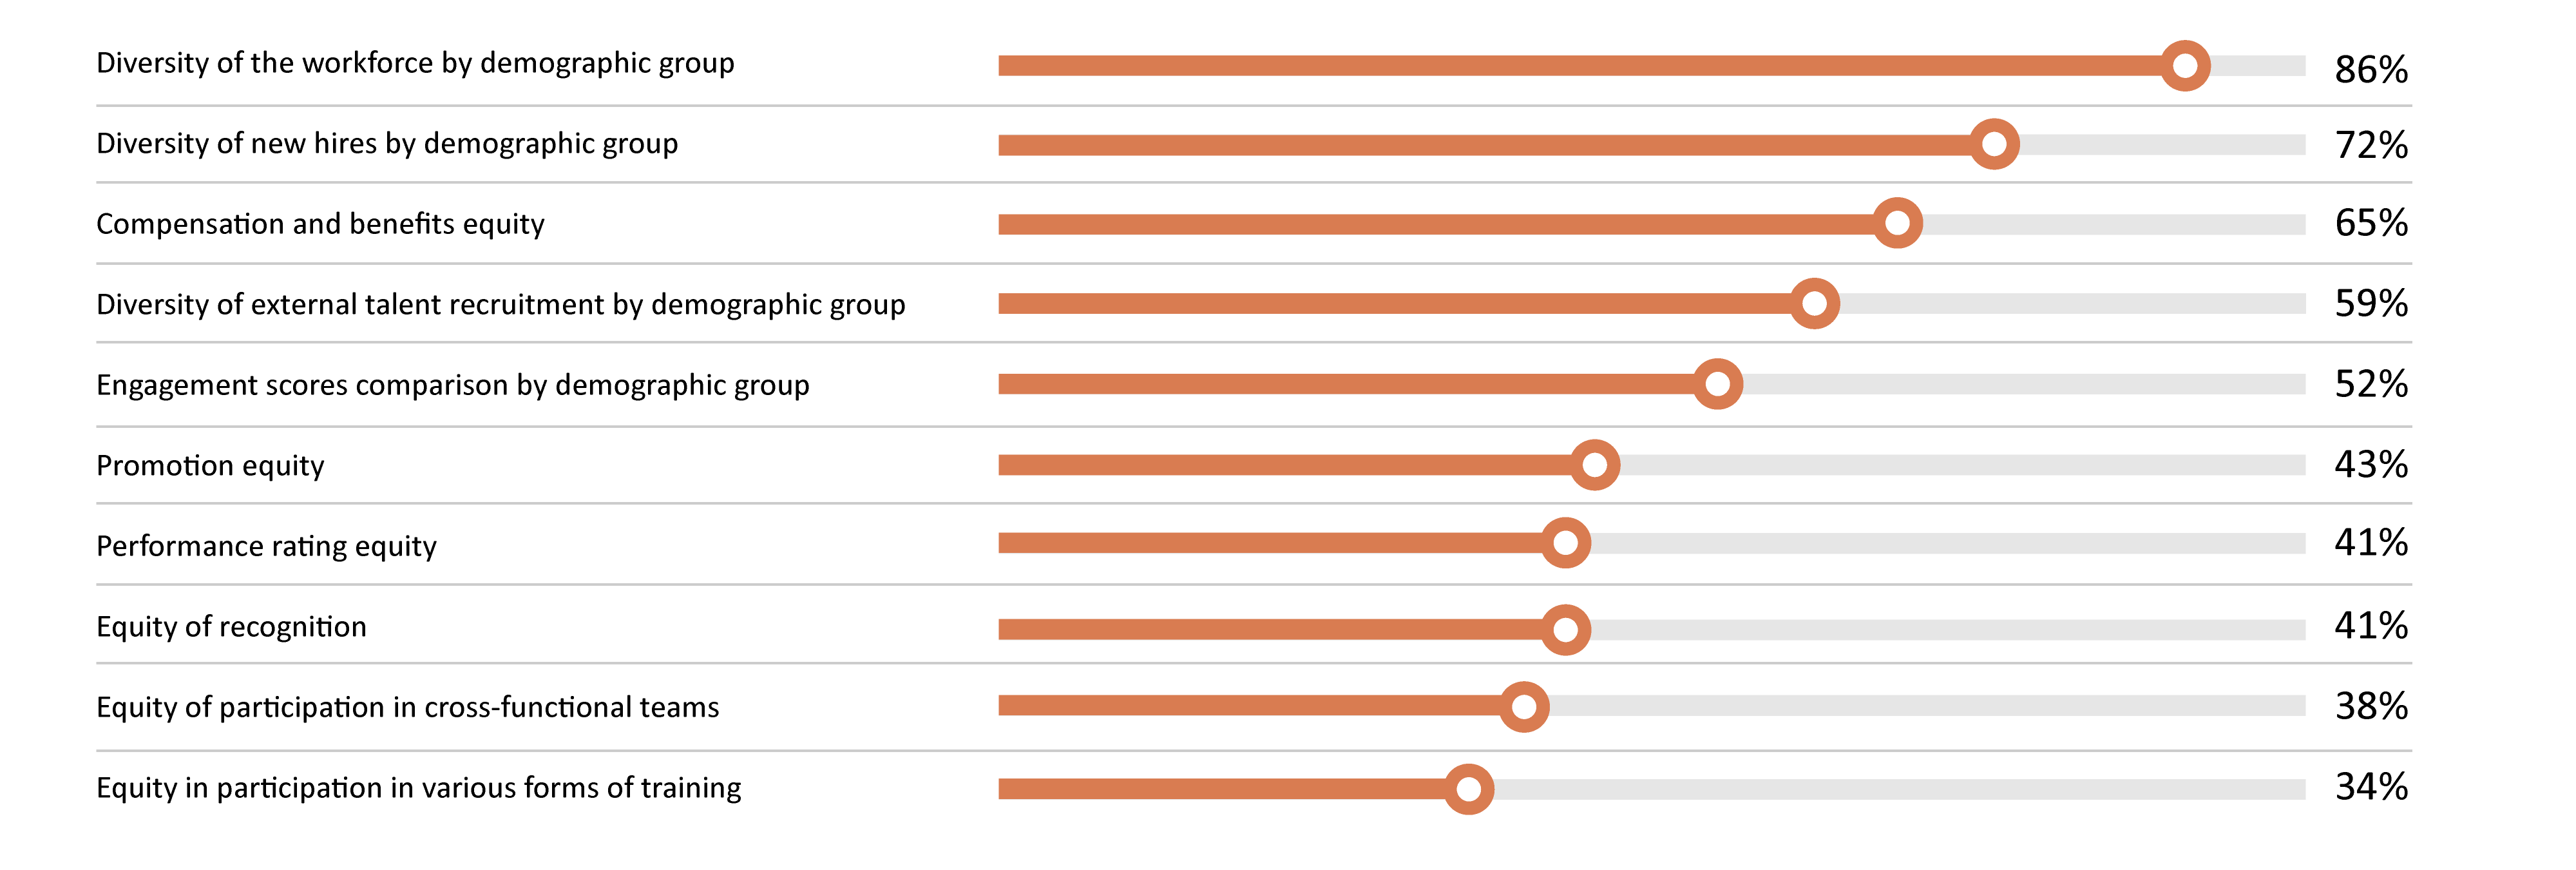 Diversity of the workforce by demographic group 86%
Diversity of new hires by demographic group 72%
Compensation and benefits equity 65%
Diversity of external talent recruitment by demographic group 59%
Engagement scores comparison by demographic group 52%
Promotion equity 43%
Performance rating equity 41%
Equity of recognition 41%
Equity of participation in cross-functional teams 38%
Equity in participation in various forms of training 34%